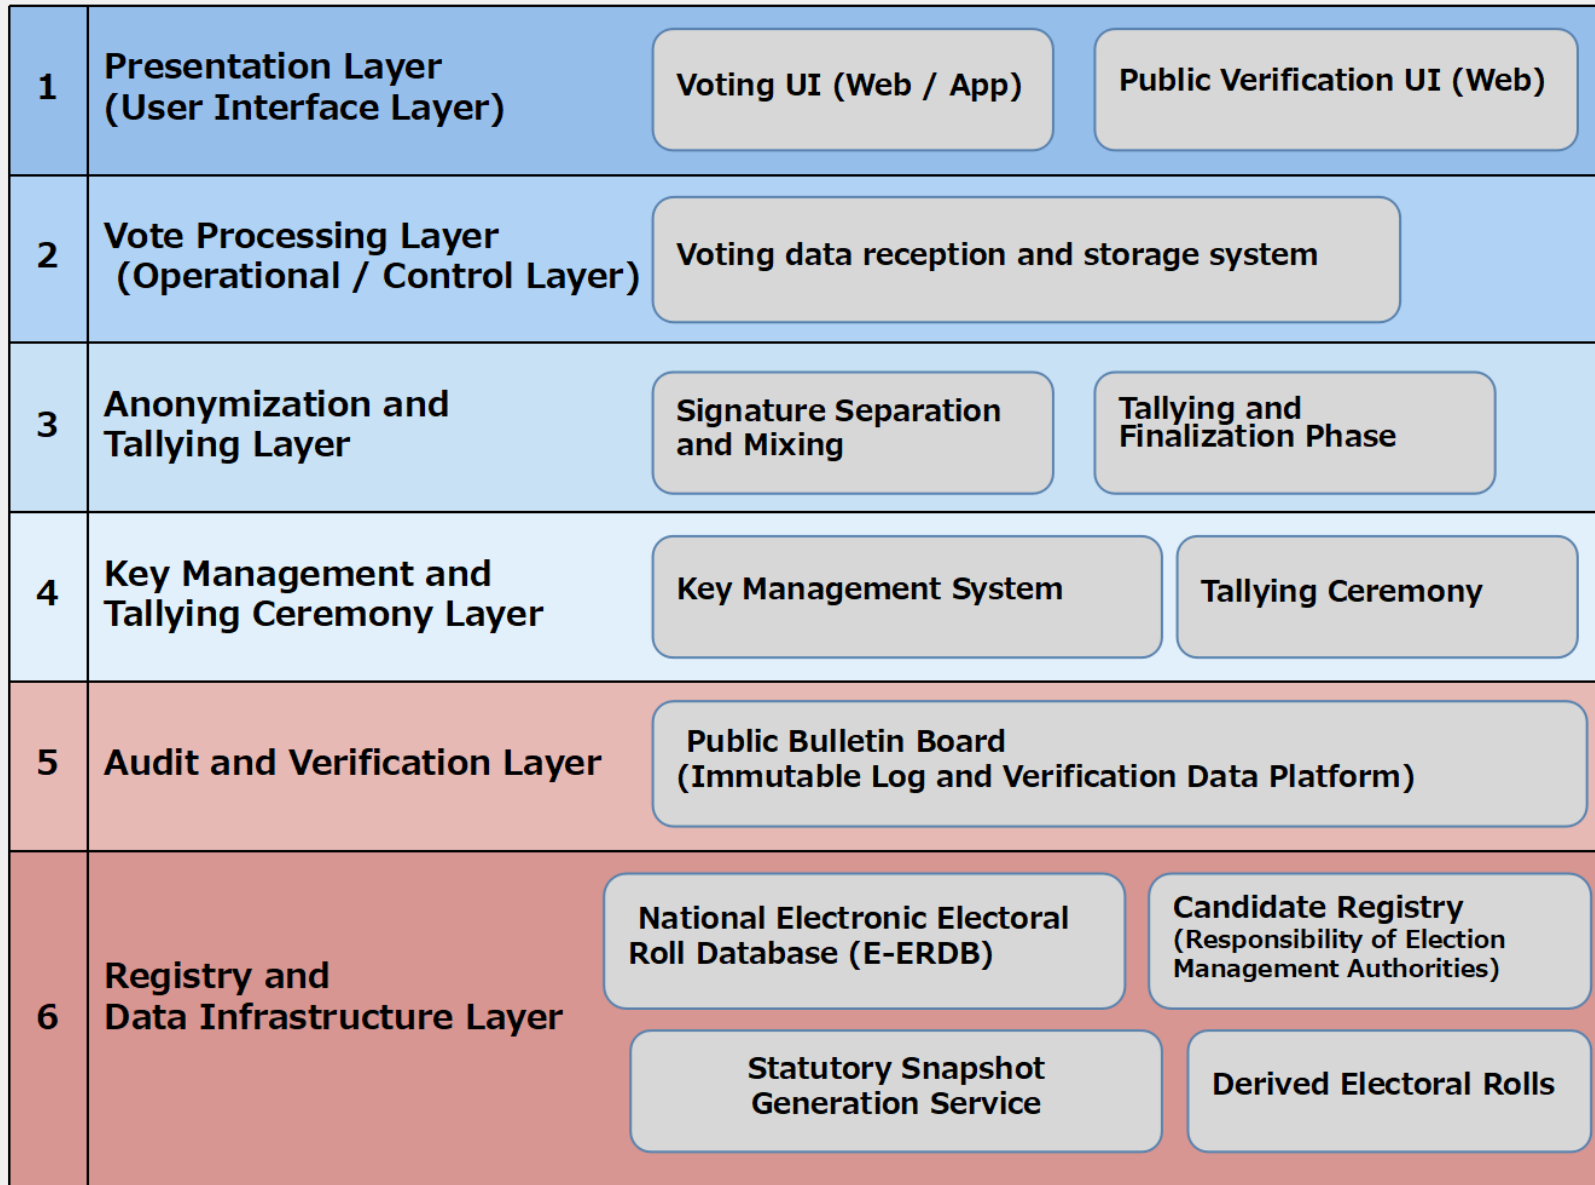 1
Presentation Layer
(User Interface Layer)
Voting UI (Web / App)
Public Verification UI (Web)
2
Vote Processing Layer
(Operational / Control Layer)
Voting data reception and storage system
3
Anonymization and
Tallying Layer
Signature Separation
and Mixing
Tallying and
Finalization Phase
4
Key Management and
Tallying Ceremony Layer
Key Management System
Tallying Ceremony
5
Audit and Verification Layer
Public Bulletin Board
(Immutable Log and Verification Data Platform)
6
Registry and
Data Infrastructure Layer
National Electronic Electoral
Roll Database (E-ERDB)
Candidate Registry
(Responsibility of Election
Management Authorities)
Statutory Snapshot
Generation Service
Derived Electoral Rolls